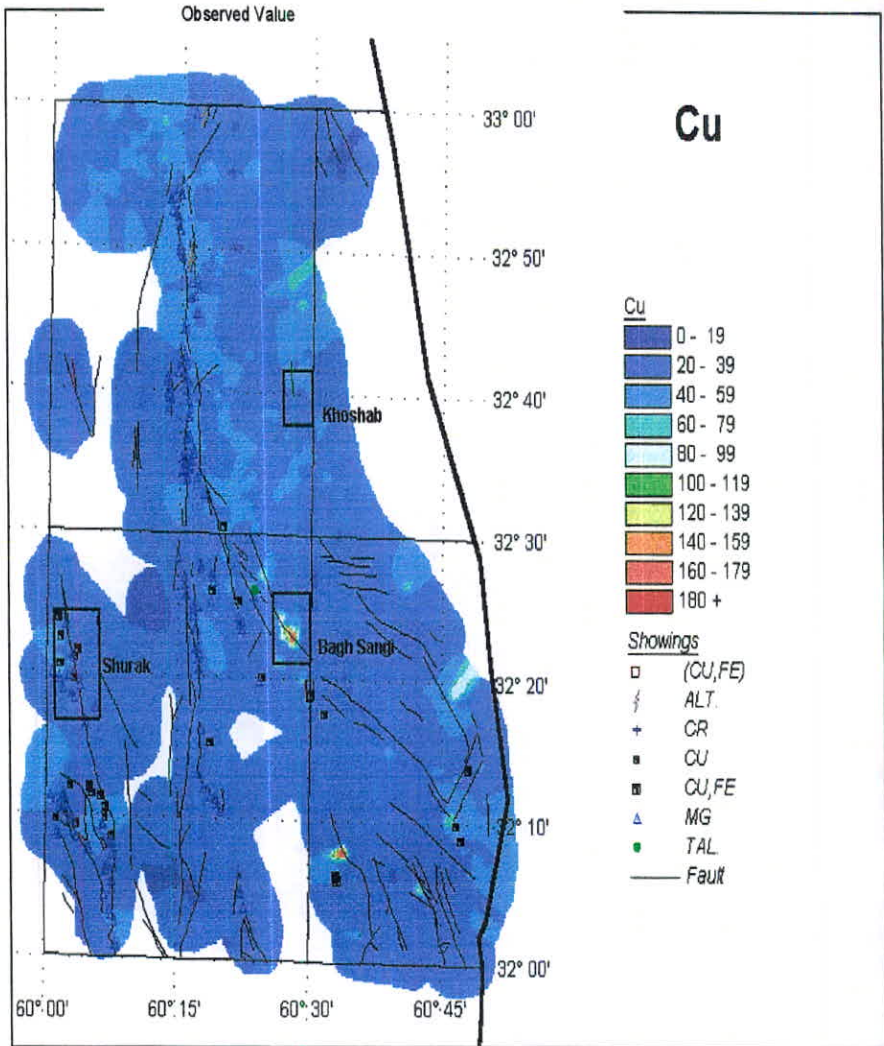 Observed Value
Cu
33° 00'
32° 50'
32° 40'
32° 30'
32° 20'
32° 10'
32° 00'
60° 00'
60° 15'
60° 30'
60° 45'
Khoshab
Bagh Sangi
Shurak
Cu
0 - 19
20 - 39
40 - 59
60 - 79
80 - 99
100 - 119
120 - 139
140 - 159
160 - 179
180 +
Showings
(CU,FE)
ALT.
CR
CU
CU,FE
MG
TAL.
Fault